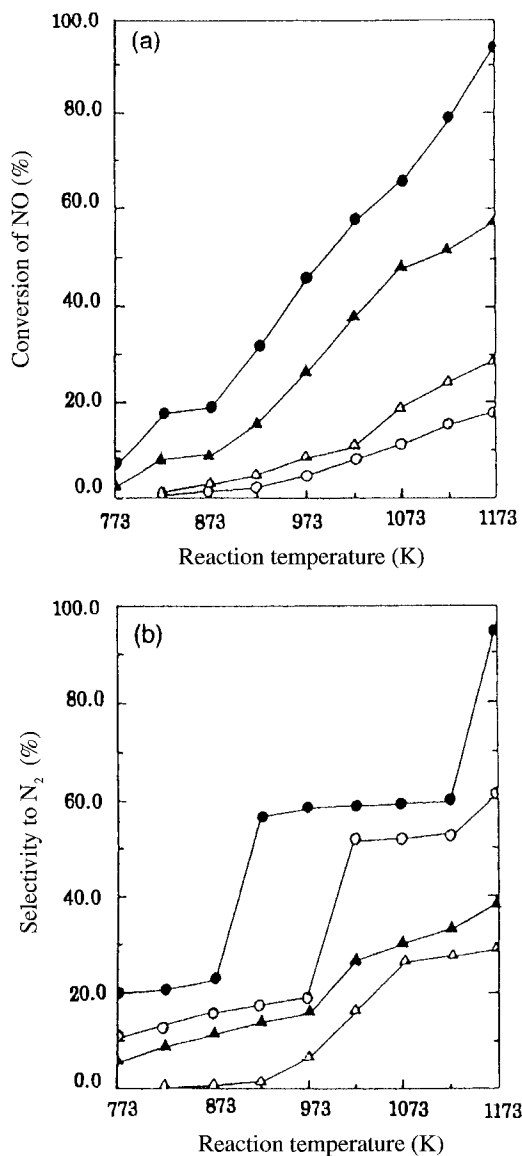 (a)
100.0
80.0
60.0
40.0
20.0
0.0
Conversion of NO (%)
773 873 973 1073 1173
Reaction temperature (K)
(b)
100.0
80.0
60.0
40.0
20.0
0.0
Selectivity to N₂ (%)
773 873 973 1073 1173
Reaction temperature (K)